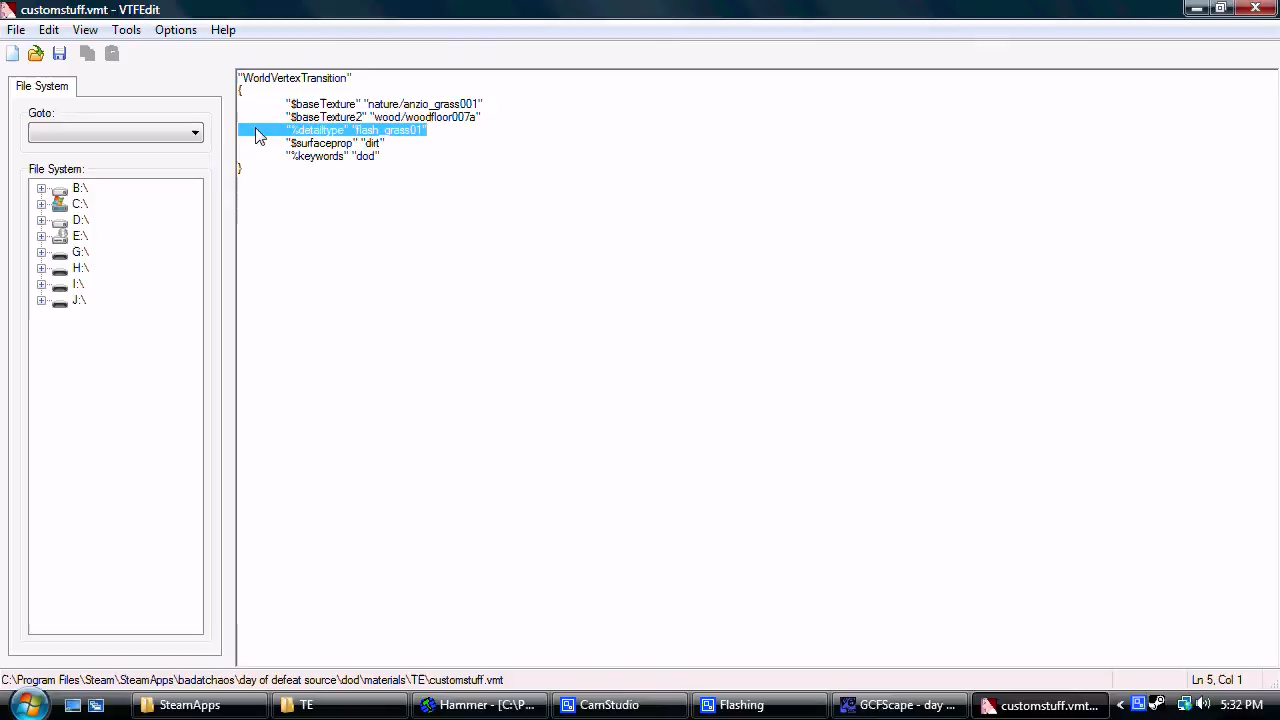 customstuff.vmt - VTFEdit
File Edit View Tools Options Help
File System
Goto:
File System:
B:\
C:\
D:\
E:\
G:\
H:\
I:\
J:\
"WorldVertexTransition"
{
"$baseTexture" "nature/anzio_grass001"
"$baseTexture2" "wood/woodfloor007a"
"%detailtype" "flash_grass01"
"$surfaceprop" "dirt"
"%keywords" "dod"
}
C:\Program Files\Steam\SteamApps\badatchaos\day of defeat source\dod\materials\TE\customstuff.vmt
Ln 5, Col 1
SteamApps
TE
Hammer - [C:\P...
CamStudio
Flashing
GCFScape - day ...
customstuff.vmt...
5:32 PM